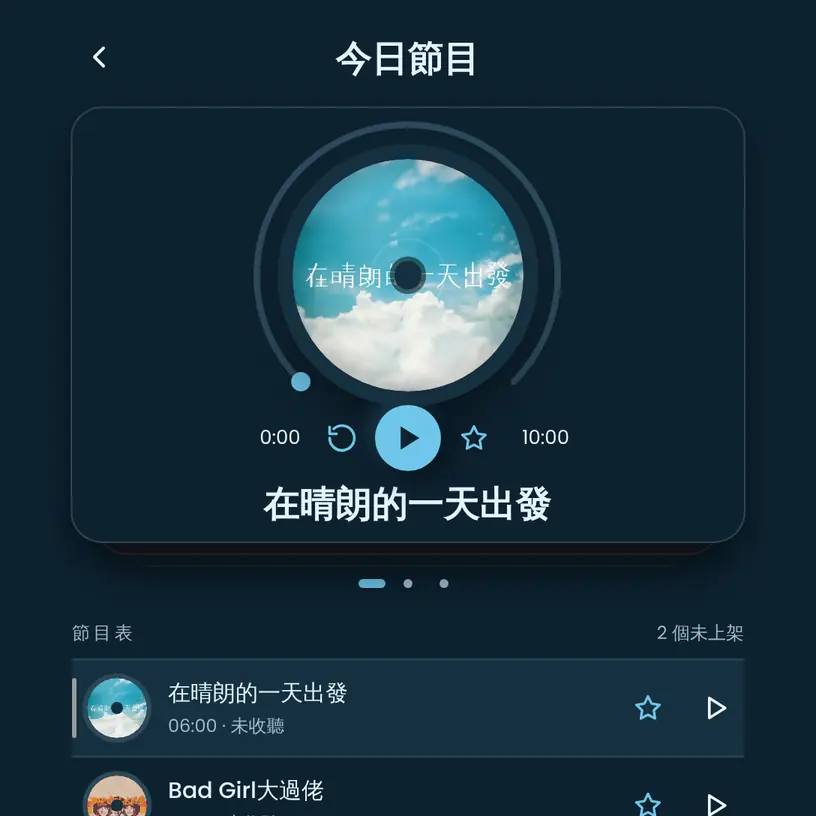 今日節目
在晴朗的一天出發
0:00
10:00
在晴朗的一天出發
節目表
2 個未上架
在晴朗的一天出發
06:00 · 未收聽
Bad Girl大過佬